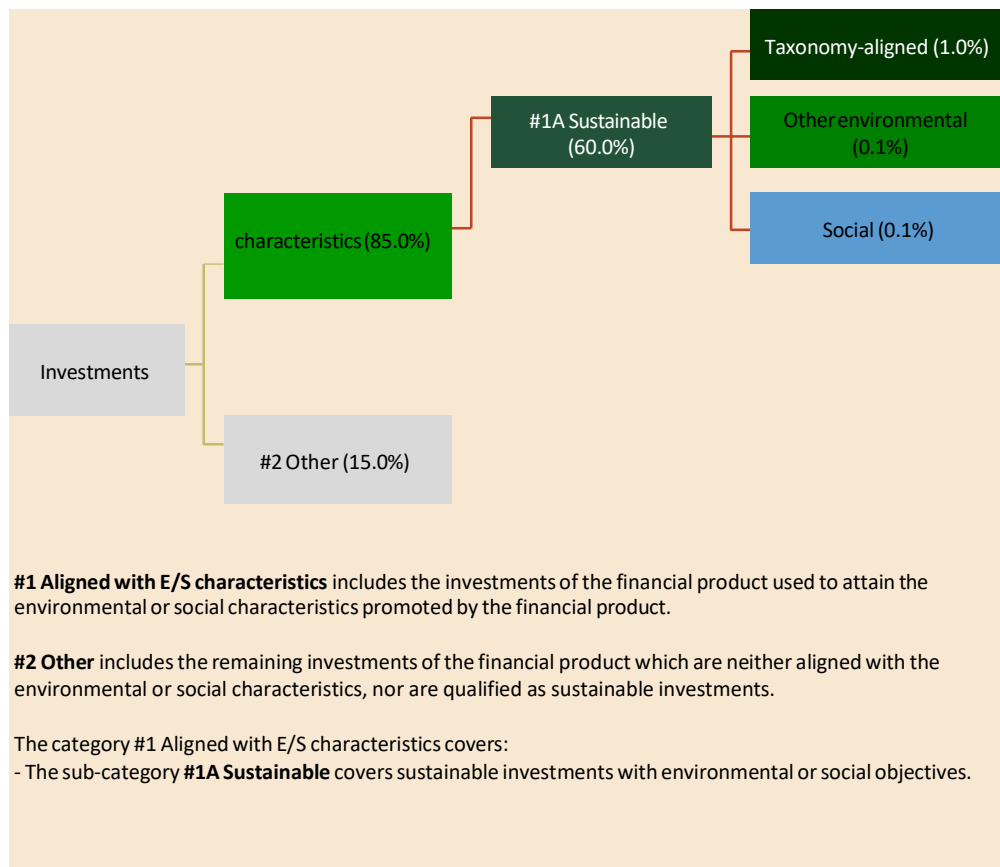 Taxonomy-aligned (1.0%)
#1A Sustainable
(60.0%)
Other environmental
(0.1%)
characteristics (85.0%)
Social (0.1%)
Investments
#2 Other (15.0%)
#1 Aligned with E/S characteristics includes the investments of the financial product used to attain the
environmental or social characteristics promoted by the financial product.
#2 Other includes the remaining investments of the financial product which are neither aligned with the
environmental or social characteristics, nor are qualified as sustainable investments.
The category #1 Aligned with E/S characteristics covers:
- The sub-category #1A Sustainable covers sustainable investments with environmental or social objectives.